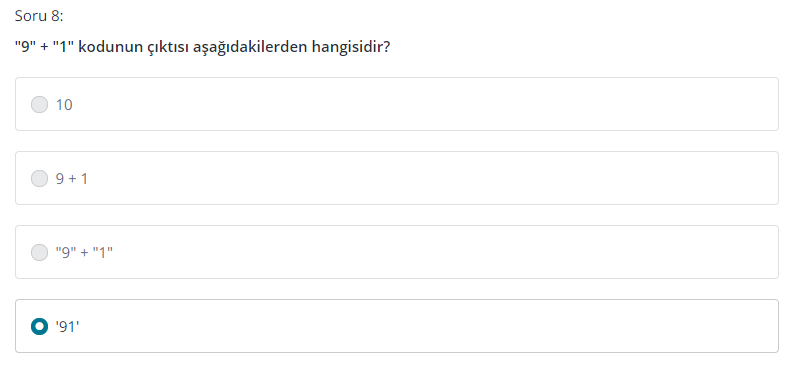 Soru 8:
"9" + "1" kodunun çıktısı aşağıdakilerden hangisidir?
10
9 + 1
"9" + "1"
'91'